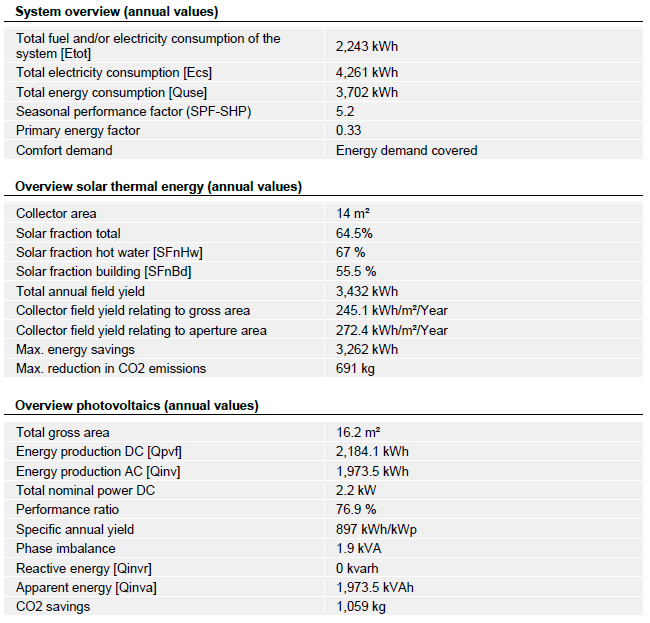 System overview (annual values)
Total fuel and/or electricity consumption of the
system [Etot] 2,243 kWh
Total electricity consumption [Ecs] 4,261 kWh
Total energy consumption [Quse] 3,702 kWh
Seasonal performance factor (SPF-SHP) 5.2
Primary energy factor 0.33
Comfort demand Energy demand covered
Overview solar thermal energy (annual values)
Collector area 14 m²
Solar fraction total 64.5%
Solar fraction hot water [SFnHw] 67 %
Solar fraction building [SFnBd] 55.5 %
Total annual field yield 3,432 kWh
Collector field yield relating to gross area 245.1 kWh/m²/Year
Collector field yield relating to aperture area 272.4 kWh/m²/Year
Max. energy savings 3,262 kWh
Max. reduction in CO2 emissions 691 kg
Overview photovoltaics (annual values)
Total gross area 16.2 m²
Energy production DC [Qpvf] 2,184.1 kWh
Energy production AC [Qinv] 1,973.5 kWh
Total nominal power DC 2.2 kW
Performance ratio 76.9 %
Specific annual yield 897 kWh/kWp
Phase imbalance 1.9 kVA
Reactive energy [Qinvr] 0 kvarh
Apparent energy [Qinva] 1,973.5 kVAh
CO2 savings 1,059 kg